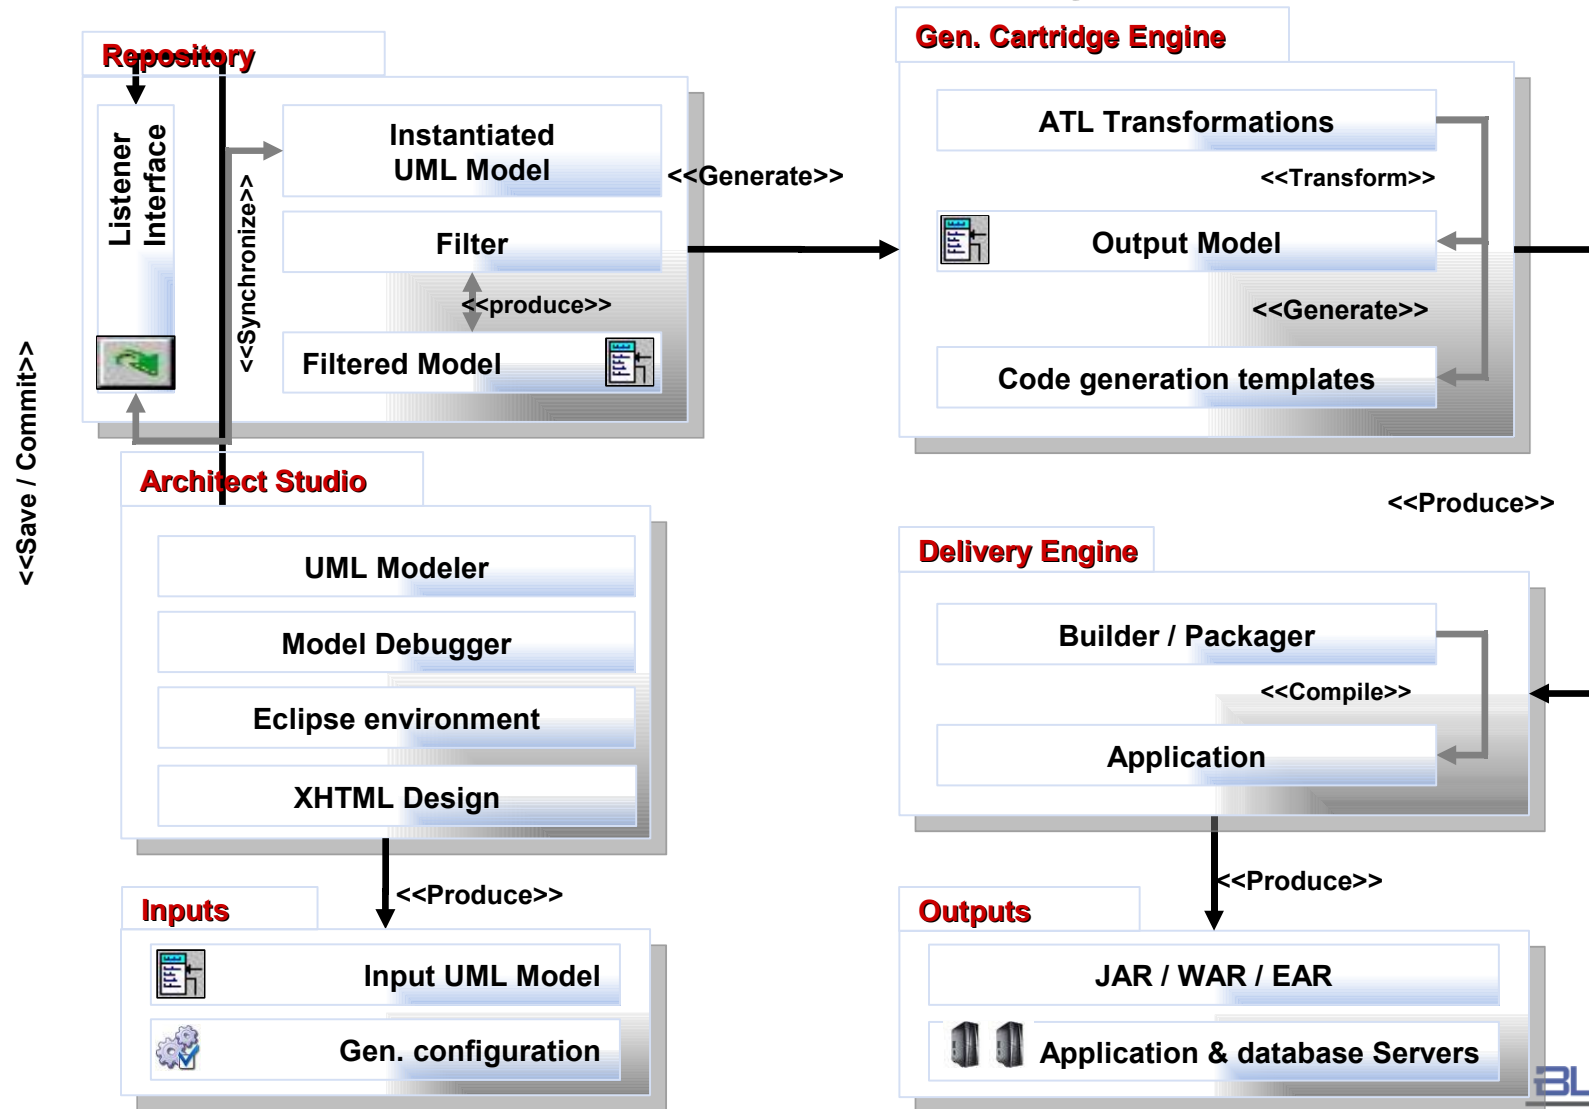 Repository
Listener
Interface
<<Synchronize>>
Instantiated
UML Model
Filter
<<produce>>
Filtered Model
<<Generate>>
<<Save / Commit>>
Gen. Cartridge Engine
ATL Transformations
<<Transform>>
Output Model
<<Generate>>
Code generation templates
<<Produce>>
Architect Studio
UML Modeler
Model Debugger
Eclipse environment
XHTML Design
<<Produce>>
Inputs
Input UML Model
Gen. configuration
Delivery Engine
Builder / Packager
<<Compile>>
Application
<<Produce>>
Outputs
JAR / WAR / EAR
Application & database Servers
BL